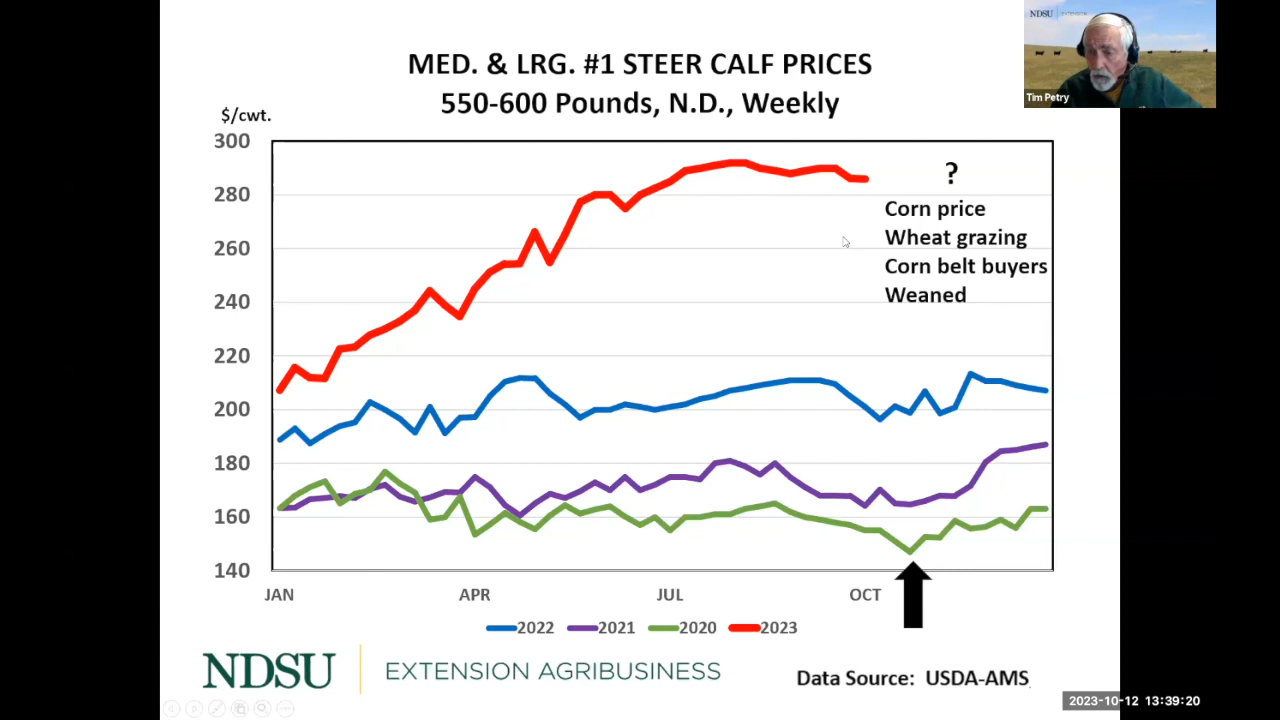 NDSU EXTENSION
Tim Petry
MED. & LRG. #1 STEER CALF PRICES
550-600 Pounds, N.D., Weekly
$/cwt.
300
280
260
240
220
200
180
160
140
?
Corn price
Wheat grazing
Corn belt buyers
Weaned
JAN APR JUL OCT
2022 2021 2020 2023
NDSU EXTENSION AGRIBUSINESS
Data Source: USDA-AMS
2023-10-12 13:39:20